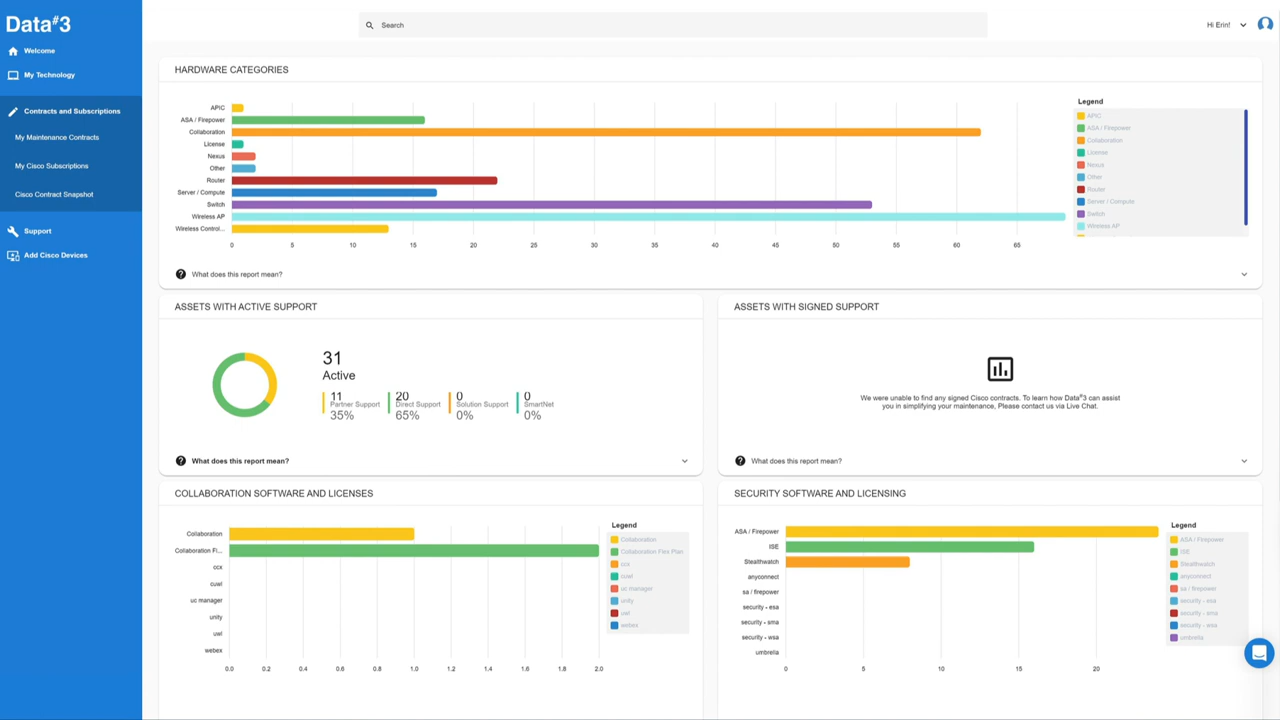 Data#3
Search
Hi Erin!
Welcome
My Technology
Contracts and Subscriptions
My Maintenance Contracts
My Cisco Subscriptions
Cisco Contract Snapshot
Support
Add Cisco Devices
HARDWARE CATEGORIES
APIC
ASA / Firepower
Collaboration
License
Nexus
Other
Router
Server / Compute
Switch
Wireless AP
Wireless Control...
0 5 10 15 20 25 30 35 40 45 50 55 60 65
Legend
APIC
ASA / Firepower
Collaboration
License
Nexus
Other
Router
Server / Compute
Switch
Wireless AP
What does this report mean?
ASSETS WITH ACTIVE SUPPORT
31
Active
11 20 0 0
Partner Support Direct Support Solution Support SmartNet
35% 65% 0% 0%
What does this report mean?
ASSETS WITH SIGNED SUPPORT
We were unable to find any signed Cisco contracts. To learn how Data#3 can assist
you in simplifying your maintenance, Please contact us via Live Chat.
What does this report mean?
COLLABORATION SOFTWARE AND LICENSES
Collaboration
Collaboration Fl...
ccx
cuwl
uc manager
unity
uwl
webex
0.0 0.2 0.4 0.6 0.8 1.0 1.2 1.4 1.6 1.8 2.0
Legend
Collaboration
Collaboration Flex Plan
ccx
cuwl
uc manager
unity
uwl
webex
SECURITY SOFTWARE AND LICENSING
ASA / Firepower
ISE
Stealthwatch
anyconnect
sa / firepower
security - esa
security - sma
security - wsa
umbrella
0 5 10 15 20
Legend
ASA / Firepower
ISE
Stealthwatch
anyconnect
sa / firepower
security - esa
security - sma
security - wsa
umbrella